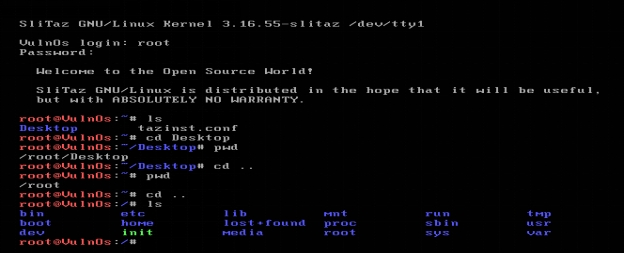 SliTaz GNU/Linux Kernel 3.16.55-slitaz /dev/tty1
VulnOs login: root
Password:
Welcome to the Open Source World!
SliTaz GNU/Linux is distributed in the hope that it will be useful,
but with ABSOLUTELY NO WARRANTY.
root@VulnOs:~# ls
Desktop tazinst.conf
root@VulnOs:~# cd Desktop
root@VulnOs:~/Desktop# pwd
/root/Desktop
root@VulnOs:~/Desktop# cd ..
root@VulnOs:~# pwd
/root
root@VulnOs:~# cd ..
root@VulnOs:/# ls
bin etc lib mnt run tmp
boot home lost+found proc sbin usr
dev init media root sys var
root@VulnOs:/#